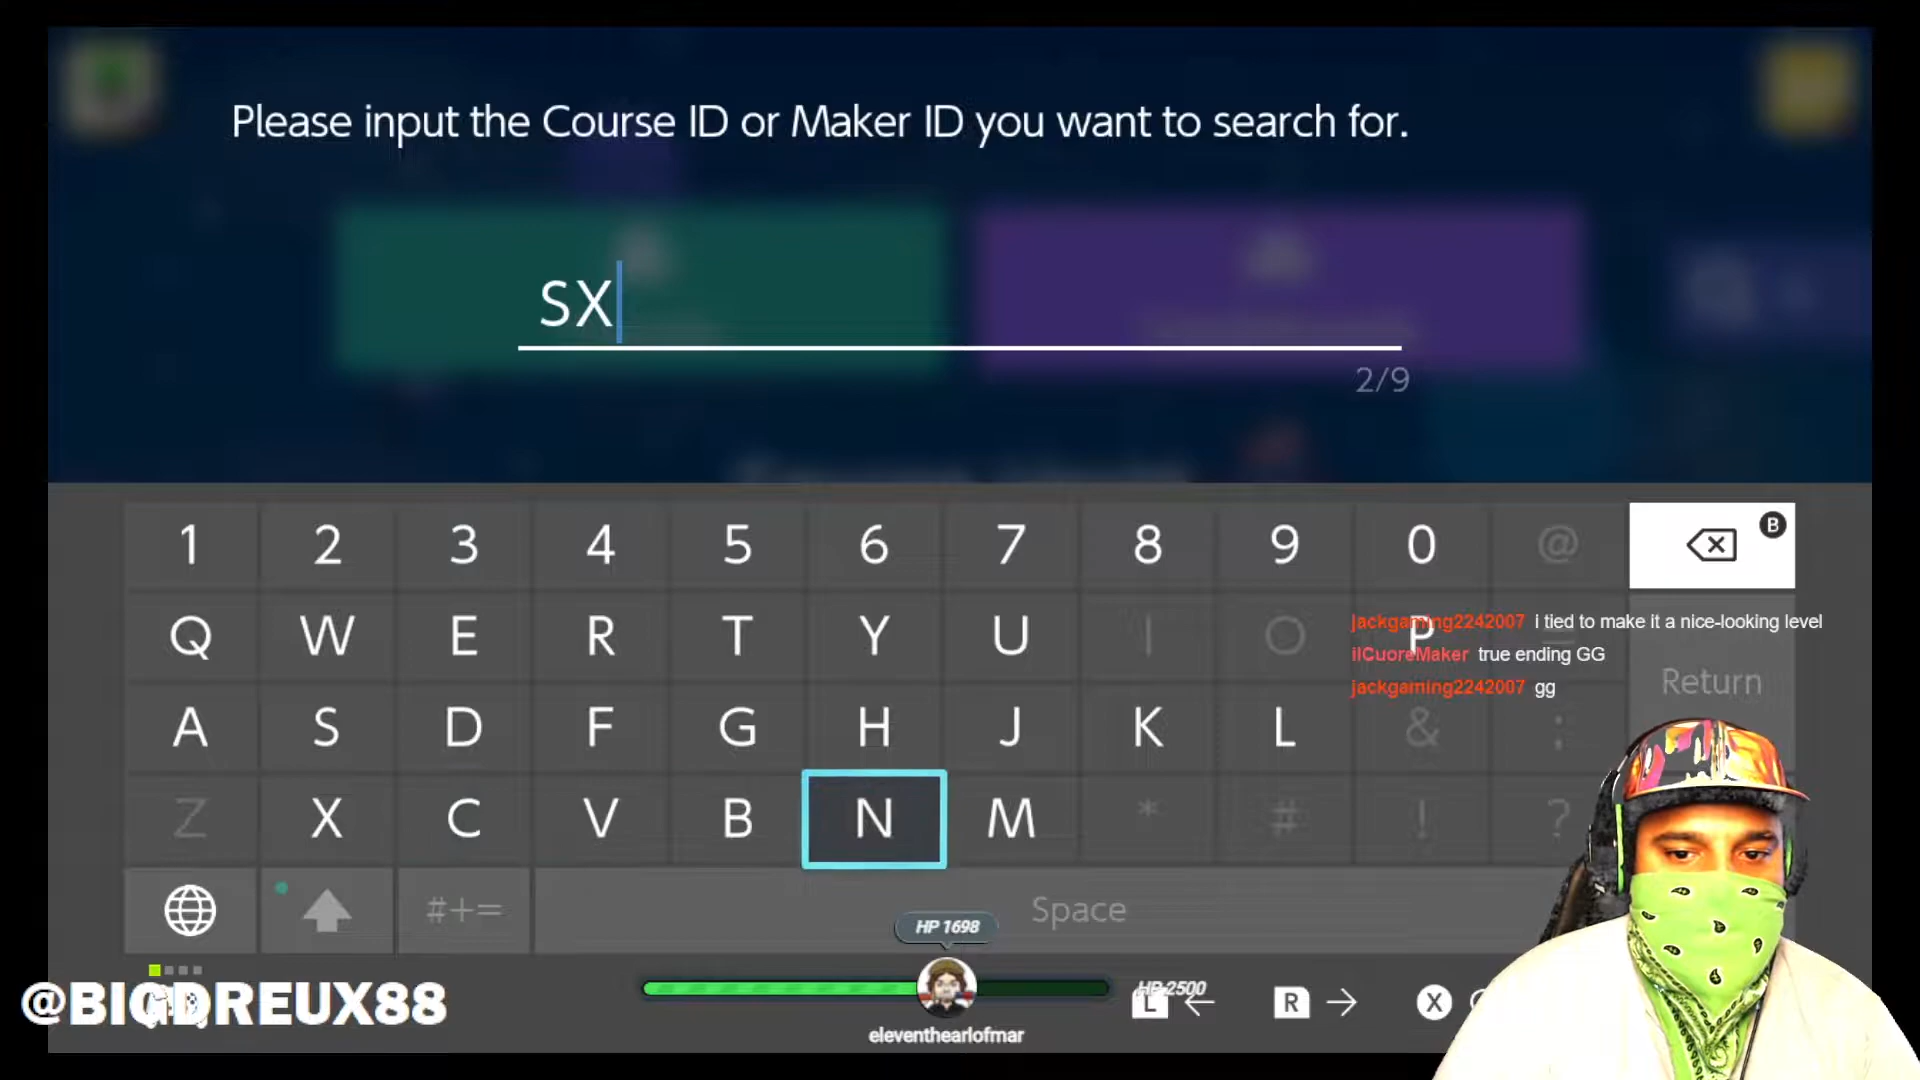 Please input the Course ID or Maker ID you want to search for.
SX
2/9
1 2 3 4 5 6 7 8 9 0 @
B
Q W E R T Y U I O P =
jackgaming2242007 i tied to make it a nice-looking level
ilCuoreMaker true ending GG
jackgaming2242007 gg
Return
A S D F G H J K L & ;
Z X C V B N M * # ! ?
#+= Space
HP 1698
@BIGDREUX88
HP 2500
L R X
eleventhearlofmar